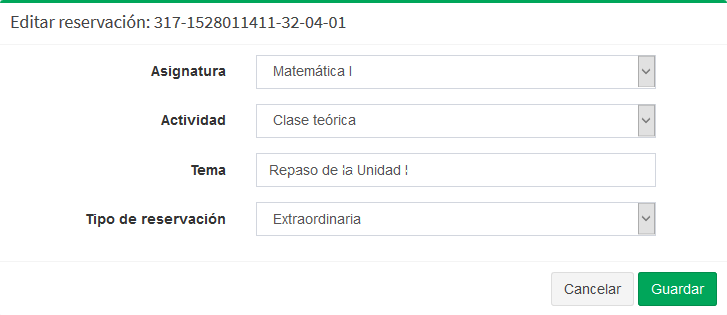 Editar reservación: 317-1528011411-32-04-01
Asignatura Matemática I
Actividad Clase teórica
Tema Repaso de la Unidad I
Tipo de reservación Extraordinaria
Cancelar Guardar